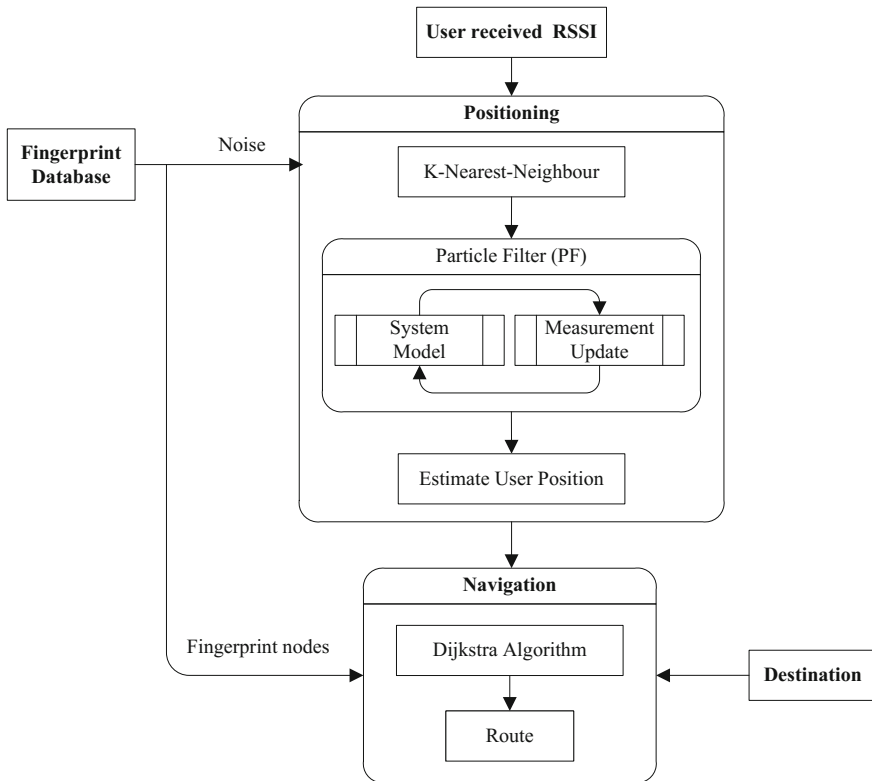 User received RSSI
Positioning
Fingerprint
Database
Noise
K-Nearest-Neighbour
Particle Filter (PF)
System
Model
Measurement
Update
Estimate User Position
Navigation
Fingerprint nodes
Dijkstra Algorithm
Destination
Route